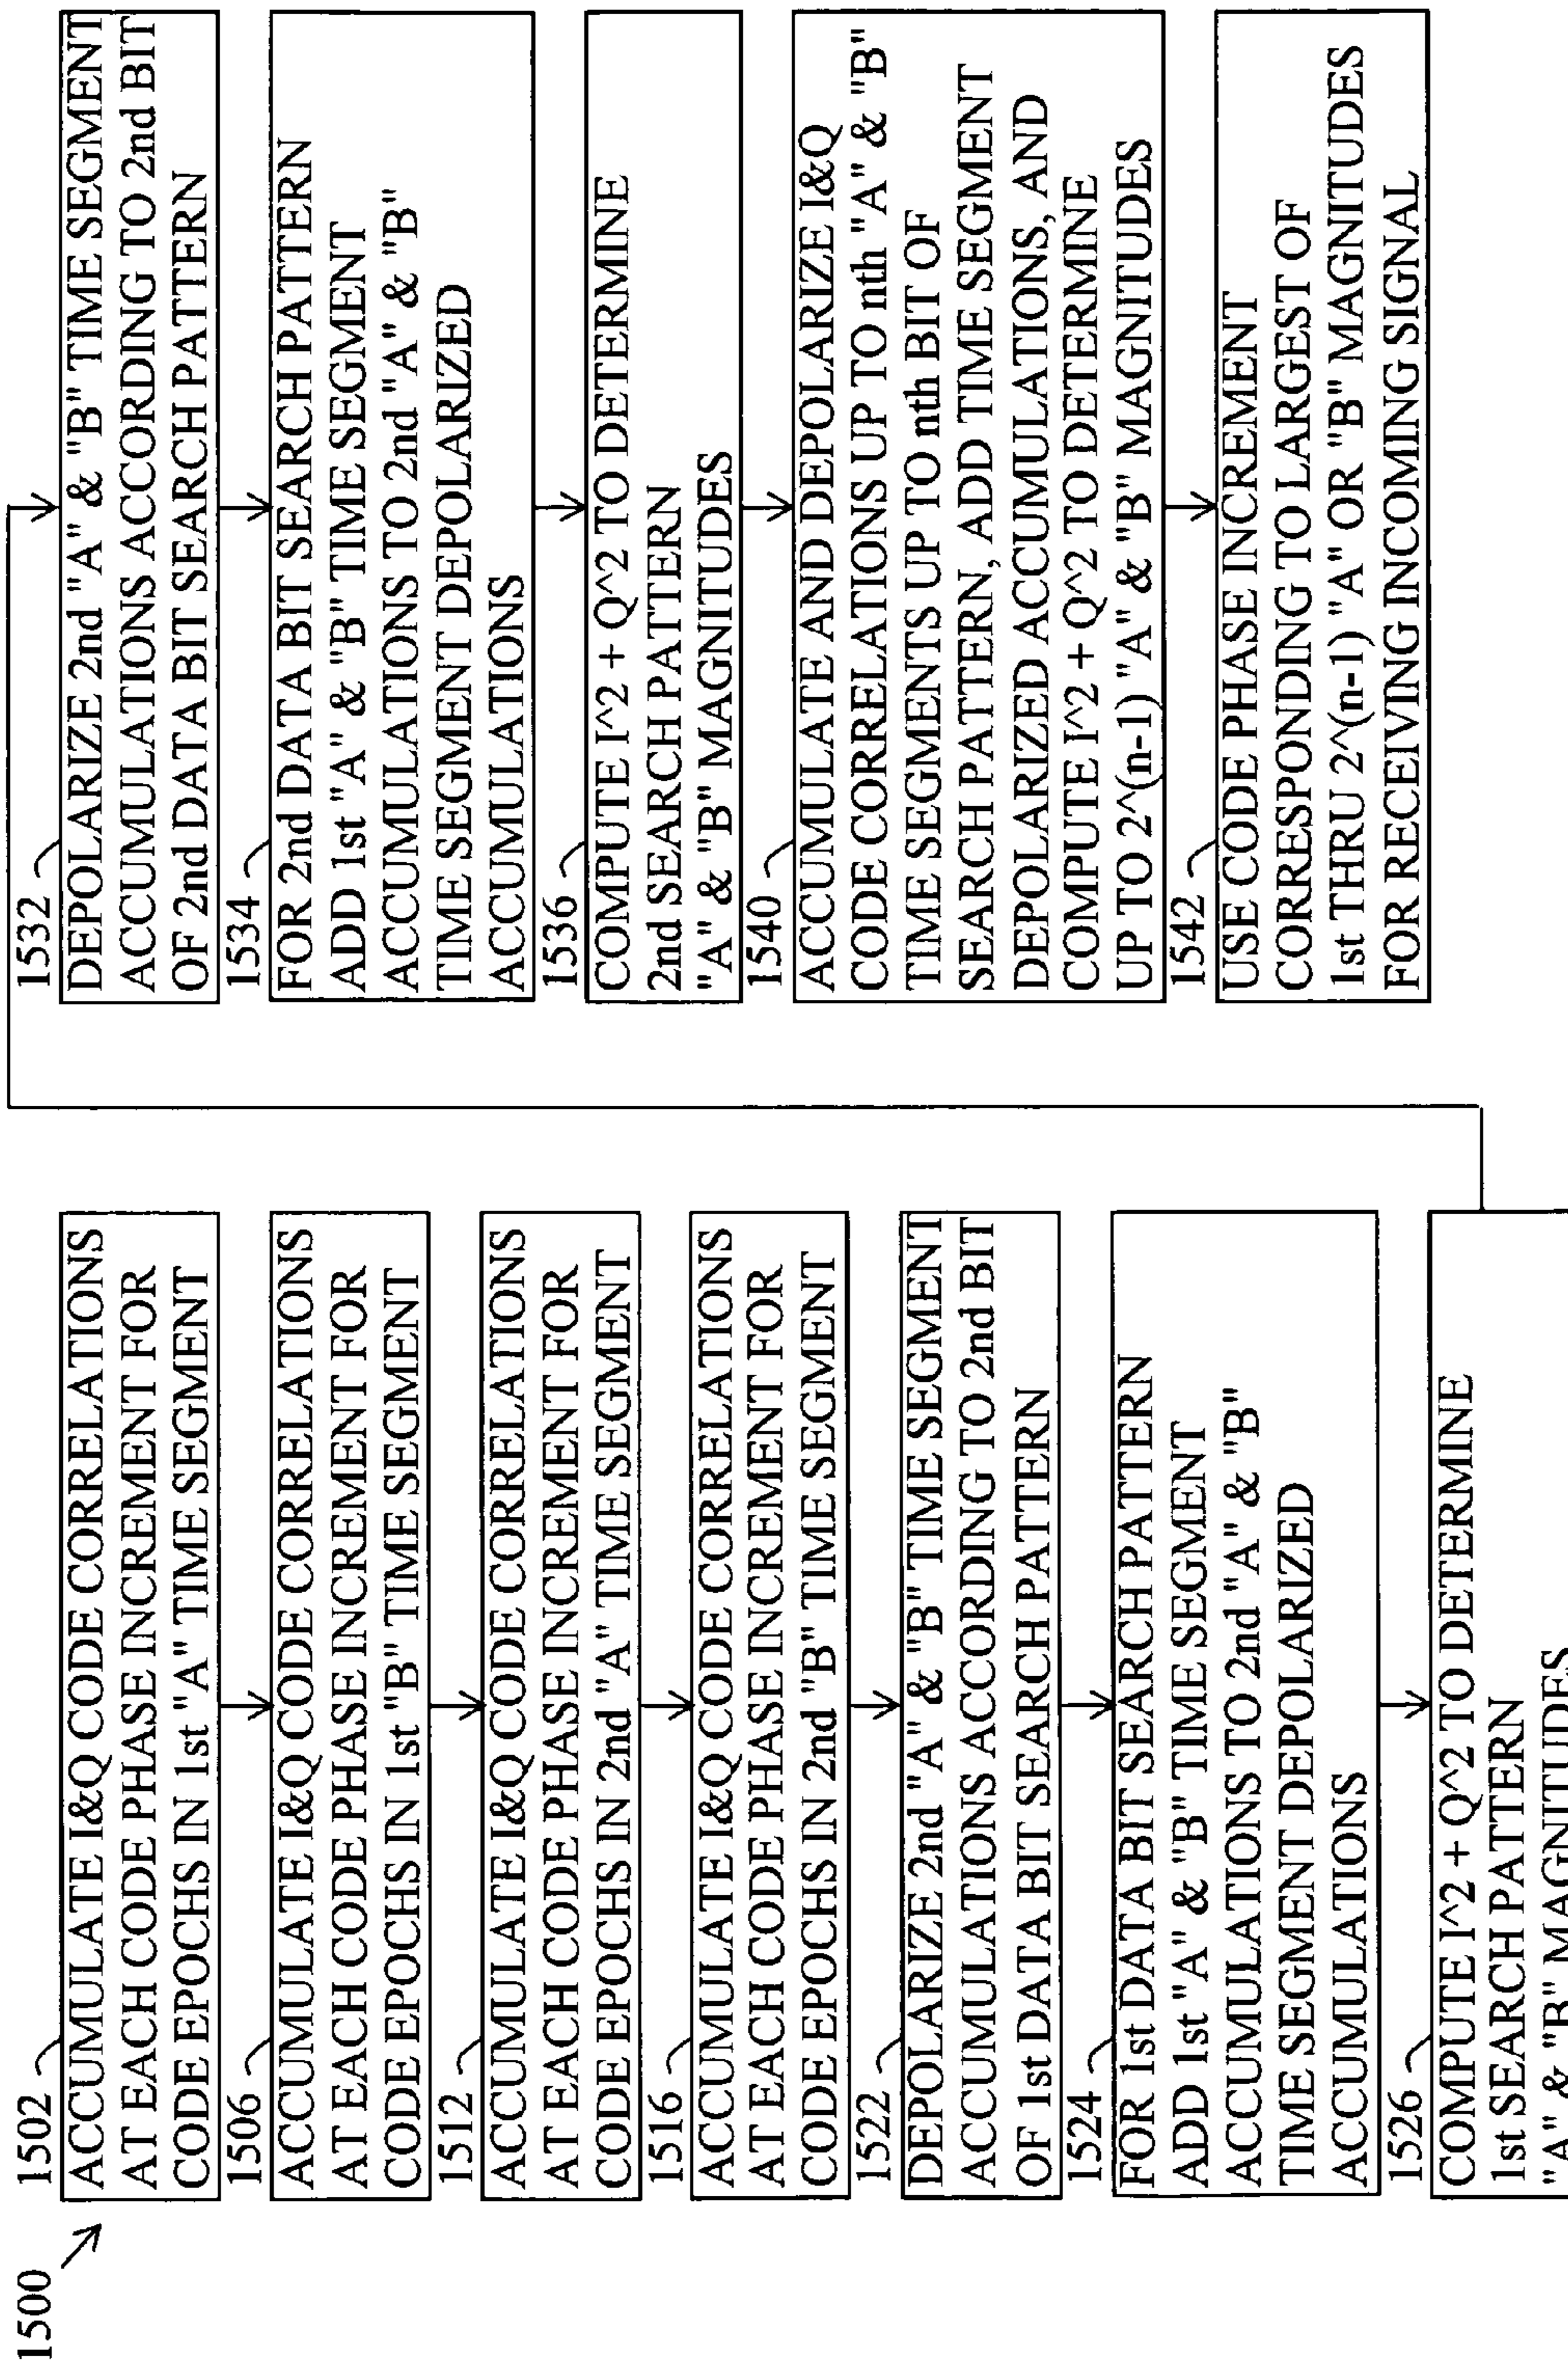 1500
1502
ACCUMULATE I&Q CODE CORRELATIONS
AT EACH CODE PHASE INCREMENT FOR
CODE EPOCHS IN 1st "A" TIME SEGMENT
1506
ACCUMULATE I&Q CODE CORRELATIONS
AT EACH CODE PHASE INCREMENT FOR
CODE EPOCHS IN 1st "B" TIME SEGMENT
1512
ACCUMULATE I&Q CODE CORRELATIONS
AT EACH CODE PHASE INCREMENT FOR
CODE EPOCHS IN 2nd "A" TIME SEGMENT
1516
ACCUMULATE I&Q CODE CORRELATIONS
AT EACH CODE PHASE INCREMENT FOR
CODE EPOCHS IN 2nd "B" TIME SEGMENT
1522
DEPOLARIZE 2nd "A" & "B" TIME SEGMENT
ACCUMULATIONS ACCORDING TO 2nd BIT
OF 1st DATA BIT SEARCH PATTERN
1524
FOR 1st DATA BIT SEARCH PATTERN
ADD 1st "A" & "B" TIME SEGMENT
ACCUMULATIONS TO 2nd "A" & "B"
TIME SEGMENT DEPOLARIZED
ACCUMULATIONS
1526
COMPUTE I^2 + Q^2 TO DETERMINE
1st SEARCH PATTERN
"A" & "B" MAGNITUDES
1532
DEPOLARIZE 2nd "A" & "B" TIME SEGMENT
ACCUMULATIONS ACCORDING TO 2nd BIT
OF 2nd DATA BIT SEARCH PATTERN
1534
FOR 2nd DATA BIT SEARCH PATTERN
ADD 1st "A" & "B" TIME SEGMENT
ACCUMULATIONS TO 2nd "A" & "B"
TIME SEGMENT DEPOLARIZED
ACCUMULATIONS
1536
COMPUTE I^2 + Q^2 TO DETERMINE
2nd SEARCH PATTERN
"A" & "B" MAGNITUDES
1540
ACCUMULATE AND DEPOLARIZE I&Q
CODE CORRELATIONS UP TO nth "A" & "B"
TIME SEGMENTS UP TO nth BIT OF
SEARCH PATTERN, ADD TIME SEGMENT
DEPOLARIZED ACCUMULATIONS, AND
COMPUTE I^2 + Q^2 TO DETERMINE
UP TO 2^(n-1) "A" & "B" MAGNITUDES
1542
USE CODE PHASE INCREMENT
CORRESPONDING TO LARGEST OF
1st THRU 2^(n-1) "A" OR "B" MAGNITUDES
FOR RECEIVING INCOMING SIGNAL